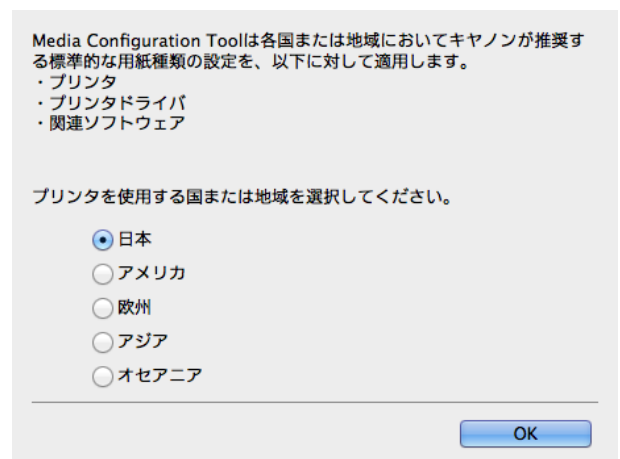 Media Configuration Toolは各国または地域においてキヤノンが推奨す
る標準的な用紙種類の設定を、以下に対して適用します。
・プリンタ
・プリンタドライバ
・関連ソフトウェア
プリンタを使用する国または地域を選択してください。
日本
アメリカ
欧州
アジア
オセアニア
OK